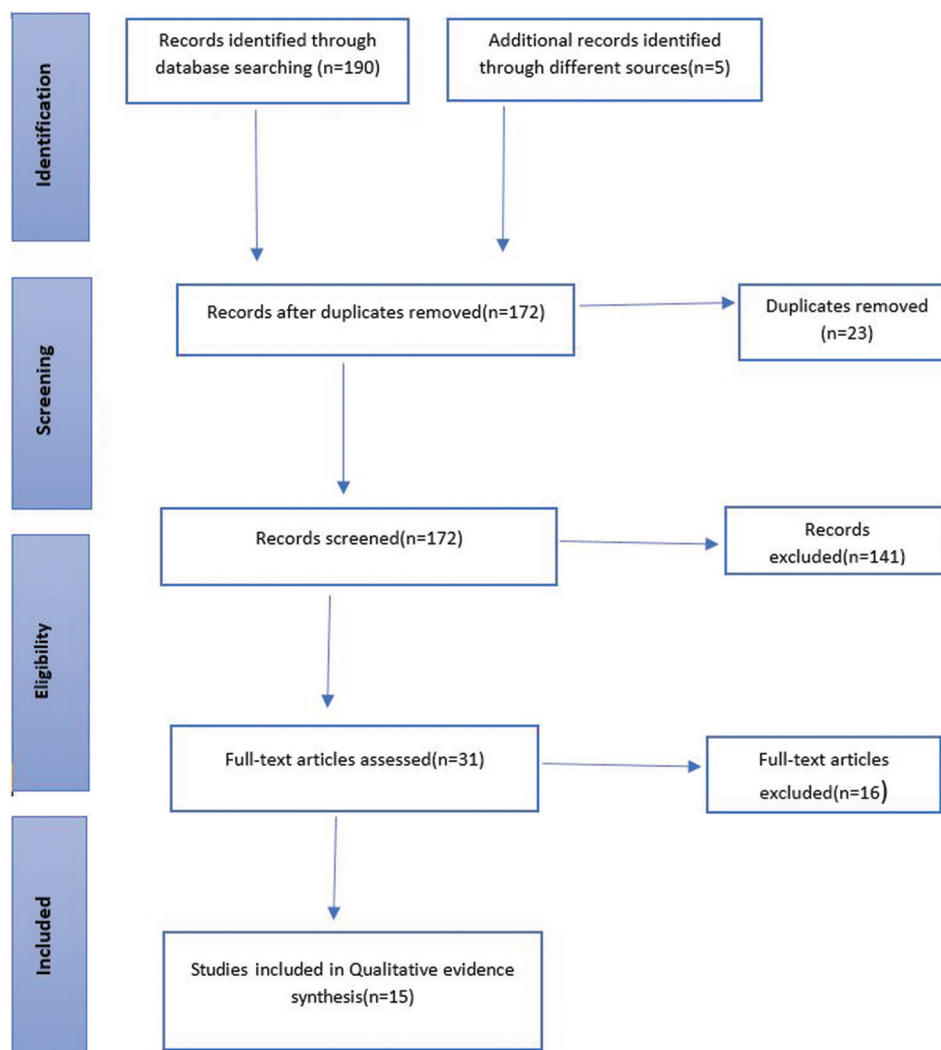 Identification
Records identified through
database searching (n=190)
Additional records identified
through different sources(n=5)
Screening
Records after duplicates removed(n=172)
Duplicates removed
(n=23)
Records screened(n=172)
Records
excluded(n=141)
Eligibility
Full-text articles assessed(n=31)
Full-text articles
excluded(n=16)
Included
Studies included in Qualitative evidence
synthesis(n=15)